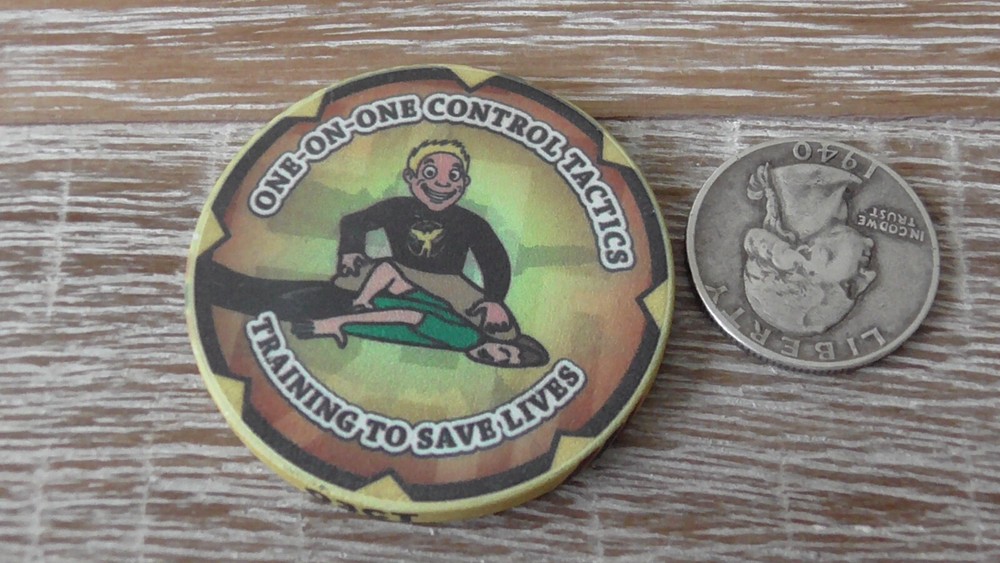 ONE-ON-ONE CONTROL TACTICS
TRAINING TO SAVE LIVES
LIBERTY
IN GOD WE
TRUST
1940